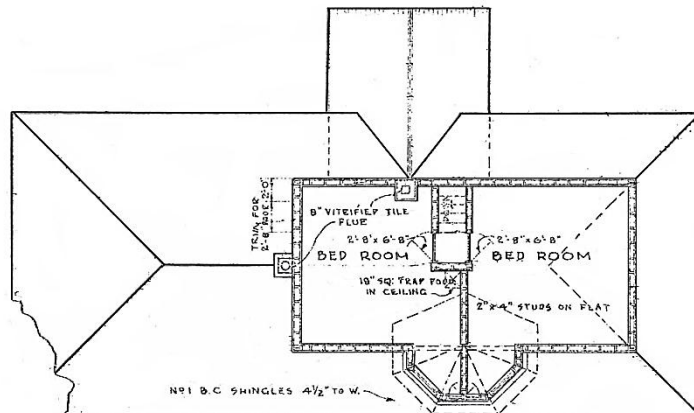 TRIM FOR
2'-8" DOOR-2'-0"
8" VITRIFIED TILE
FLUE
2'-8" x 6'-8"
BED ROOM
2'-8" x 6'-8"
BED ROOM
18" SQ. TRAP DOOR
IN CEILING
2" x 4" STUDS ON FLAT
Nº1 B.C SHINGLES 4½" TO W.